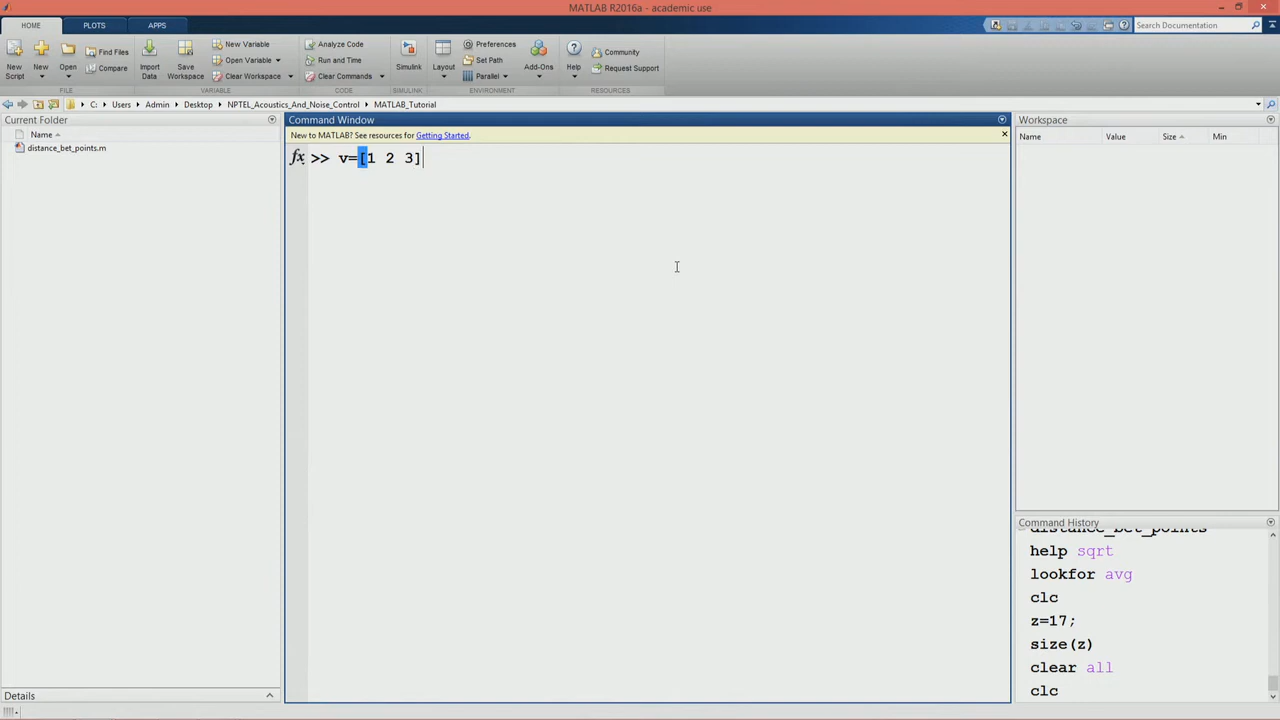 MATLAB R2016a - academic use
HOME PLOTS APPS
Search Documentation
New Script
New
Open
Find Files
Compare
FILE
Import Data
Save Workspace
New Variable
Open Variable
Clear Workspace
VARIABLE
Analyze Code
Run and Time
Clear Commands
CODE
Simulink
SIMULINK
Layout
Preferences
Set Path
Parallel
ENVIRONMENT
Add-Ons
Help
Community
Request Support
RESOURCES
C: Users Admin Desktop NPTEL_Acoustics_And_Noise_Control MATLAB_Tutorial
Current Folder
Name
distance_bet_points.m
Details
Command Window
New to MATLAB? See resources for Getting Started.
fx >> v=[1 2 3]
Workspace
Name Value Size Min
Command History
distance_bet_points
help sqrt
lookfor avg
clc
z=17;
size(z)
clear all
clc